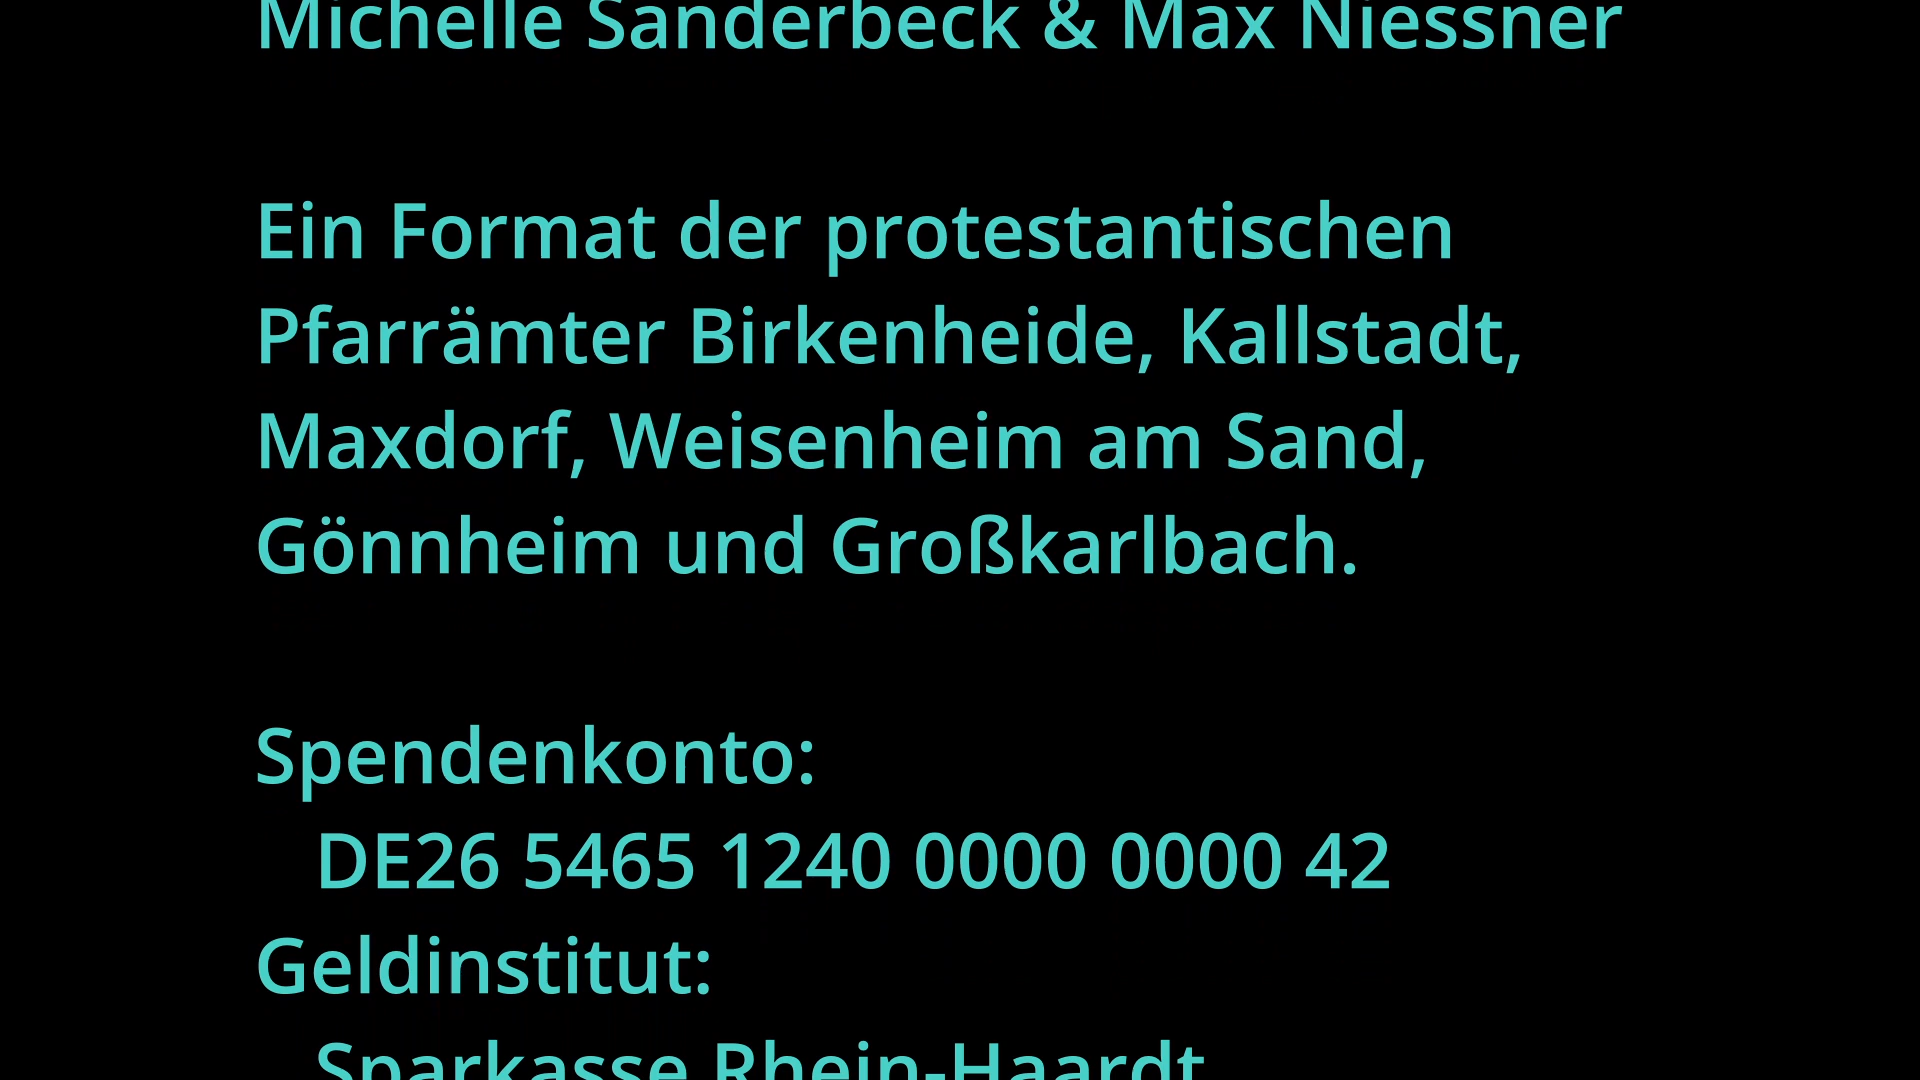 Michelle Sanderbeck & Max Niessner
Ein Format der protestantischen
Pfarrämter Birkenheide, Kallstadt,
Maxdorf, Weisenheim am Sand,
Gönnheim und Großkarlbach.
Spendenkonto:
DE26 5465 1240 0000 0000 42
Geldinstitut:
Sparkasse Rhein-Haardt